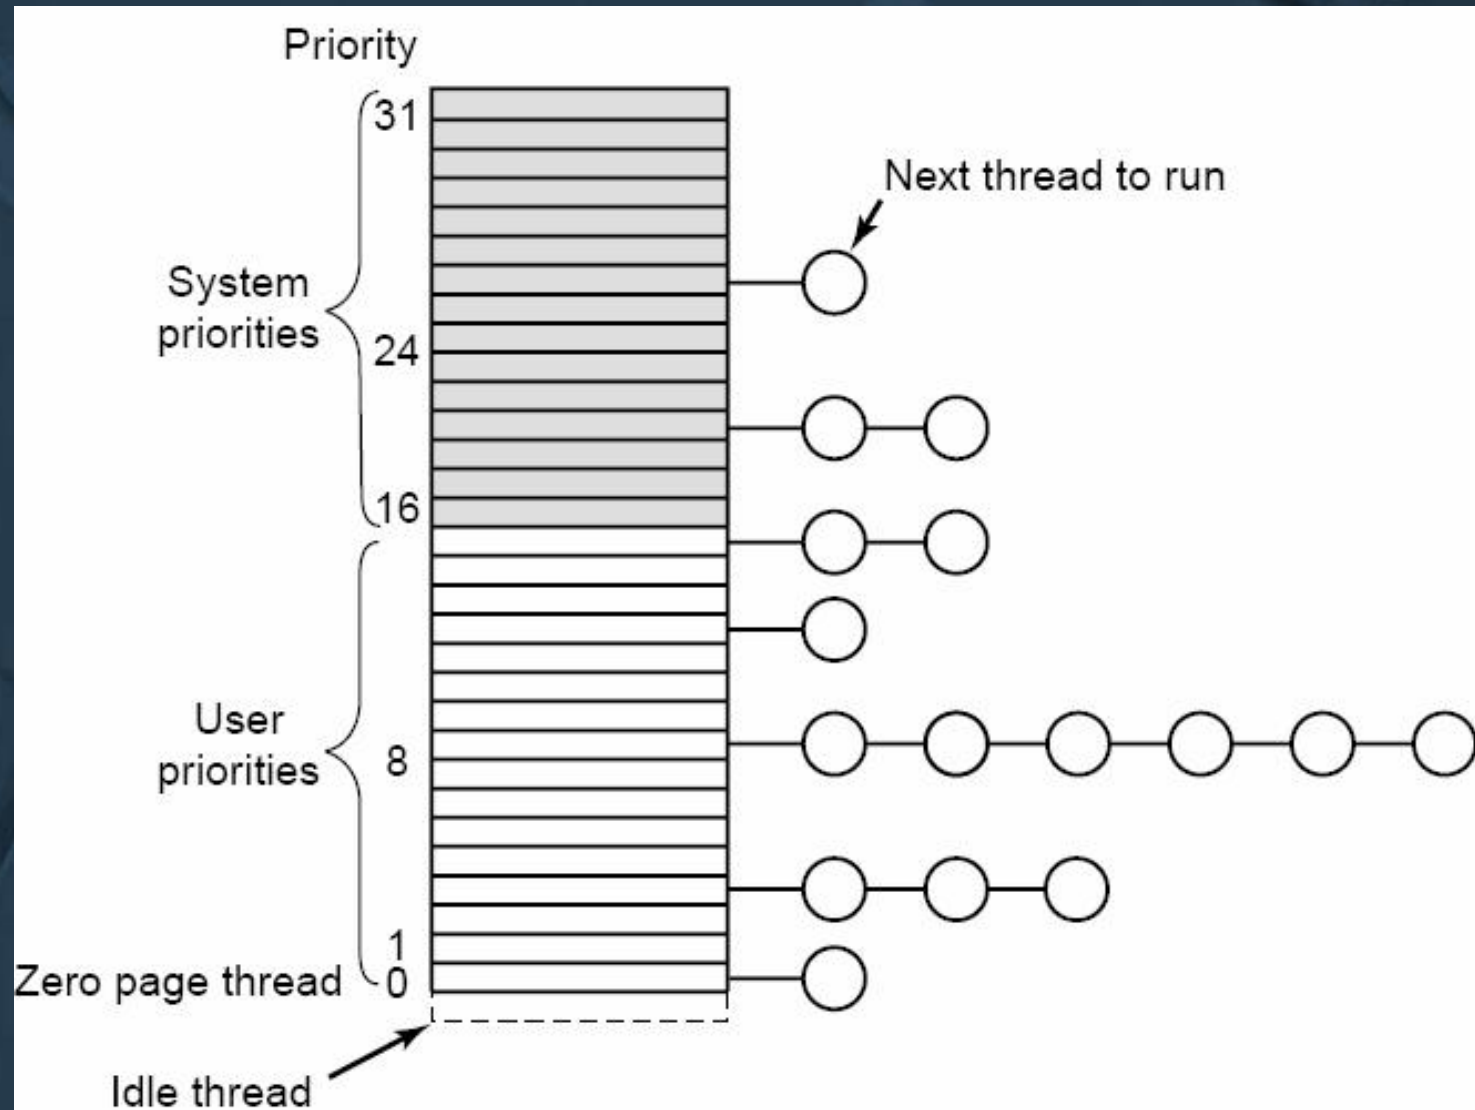 Priority
31
Next thread to run
System
priorities
24
16
User
priorities
8
1
Zero page thread
0
Idle thread